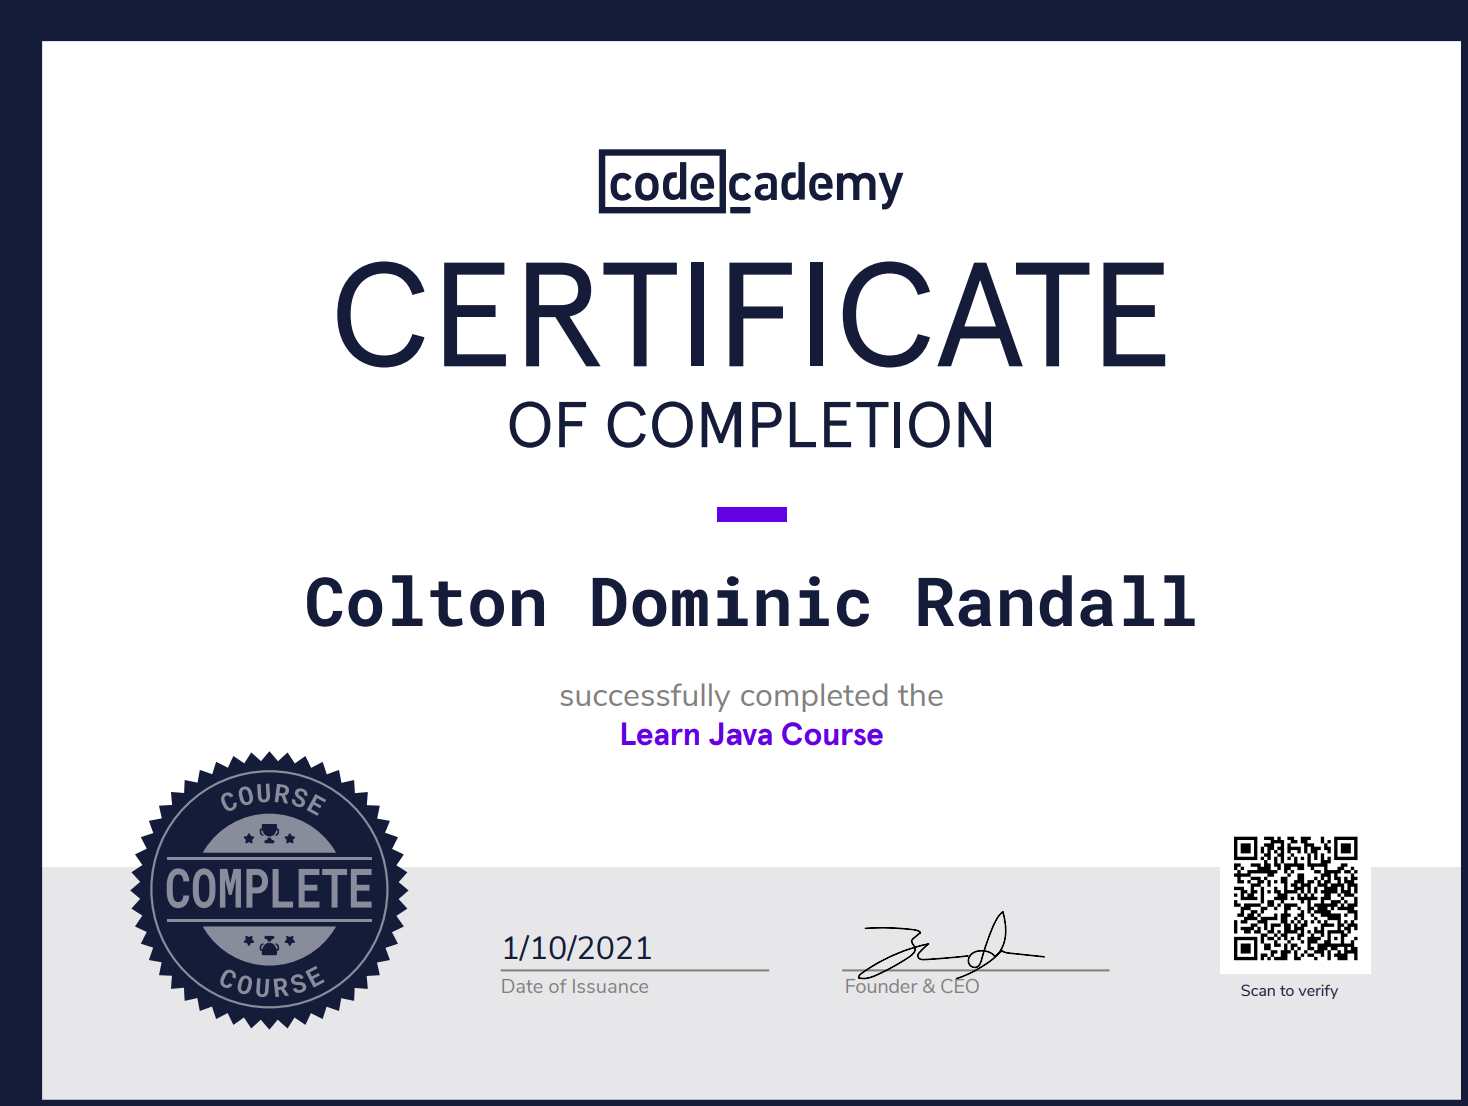 codecademy
CERTIFICATE
OF COMPLETION
Colton Dominic Randall
successfully completed the
Learn Java Course
COURSE
COMPLETE
COURSE
1/10/2021
Date of Issuance
Founder & CEO
Scan to verify